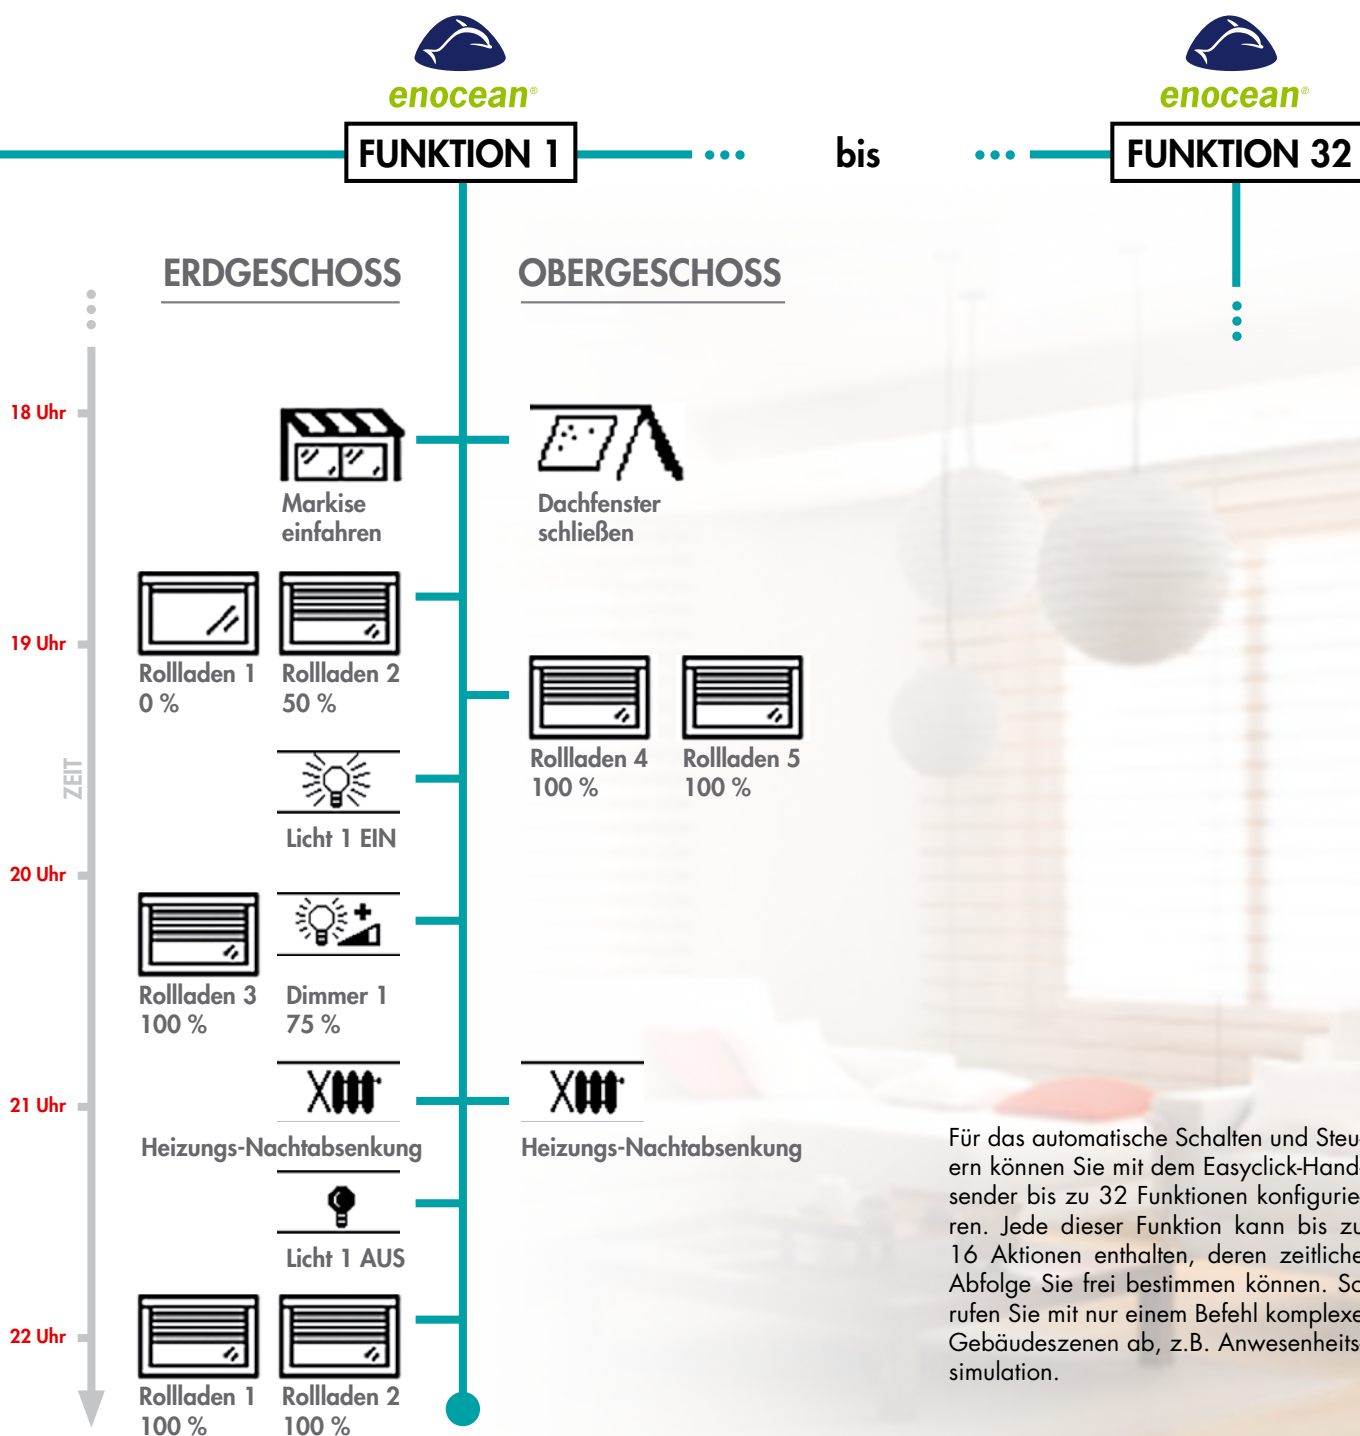 enocean®
enocean®
FUNKTION 1
bis
FUNKTION 32
ERDGESCHOSS
OBERGESCHOSS
18 Uhr
Markise
einfahren
Dachfenster
schließen
19 Uhr
Rollladen 1
0 %
Rollladen 2
50 %
Rollladen 4
100 %
Rollladen 5
100 %
ZEIT
Licht 1 EIN
20 Uhr
Rollladen 3
100 %
Dimmer 1
75 %
21 Uhr
Heizungs-Nachtabsenkung
Heizungs-Nachtabsenkung
Licht 1 AUS
22 Uhr
Rollladen 1
100 %
Rollladen 2
100 %
Für das automatische Schalten und Steu-
ern können Sie mit dem Easyclick-Hand-
sender bis zu 32 Funktionen konfigurie-
ren. Jede dieser Funktion kann bis zu
16 Aktionen enthalten, deren zeitliche
Abfolge Sie frei bestimmen können. So
rufen Sie mit nur einem Befehl komplexe
Gebäudeszenen ab, z.B. Anwesenheits-
simulation.